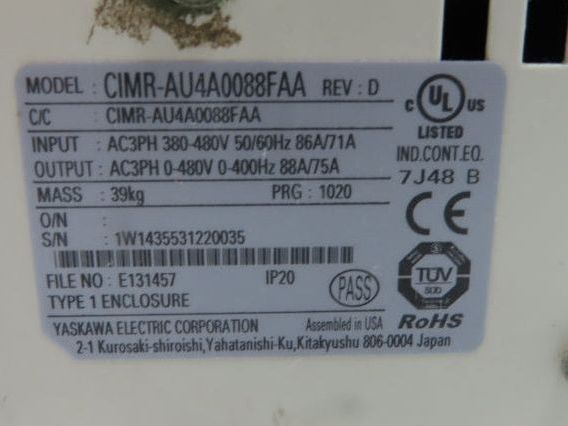 MODEL : CIMR-AU4A0088FAA REV : D
C/C : CIMR-AU4A0088FAA
INPUT : AC3PH 380-480V 50/60Hz 86A/71A
OUTPUT : AC3PH 0-480V 0-400Hz 88A/75A
MASS : 39kg PRG : 1020
O/N :
S/N : 1W1435531220035
FILE NO : E131457 IP20
TYPE 1 ENCLOSURE
PASS
YASKAWA ELECTRIC CORPORATION Assembled in USA
2-1 Kurosaki-shiroishi,Yahatanishi-Ku,Kitakyushu 806-0004 Japan
C UL US
LISTED
IND.CONT.EQ.
7J48 B
CE
TUV
RoHS